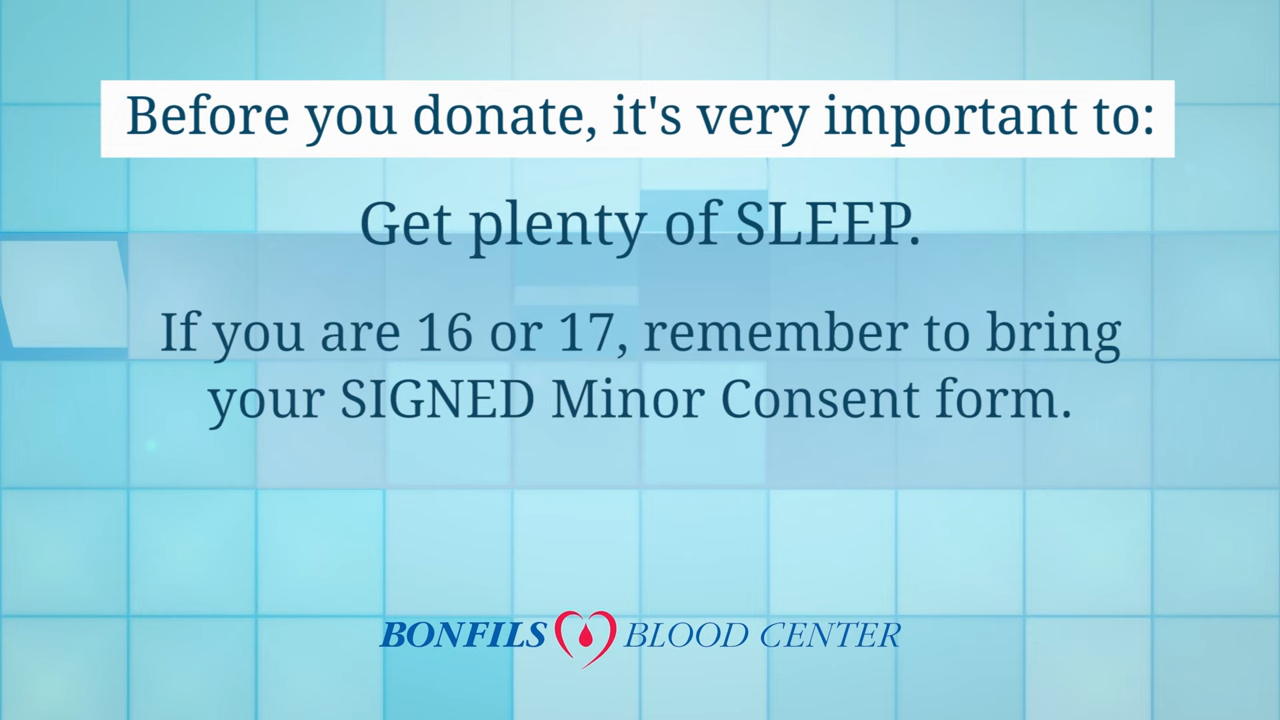 Before you donate, it's very important to:
Get plenty of SLEEP.
If you are 16 or 17, remember to bring
your SIGNED Minor Consent form.
BONFILS BLOOD CENTER